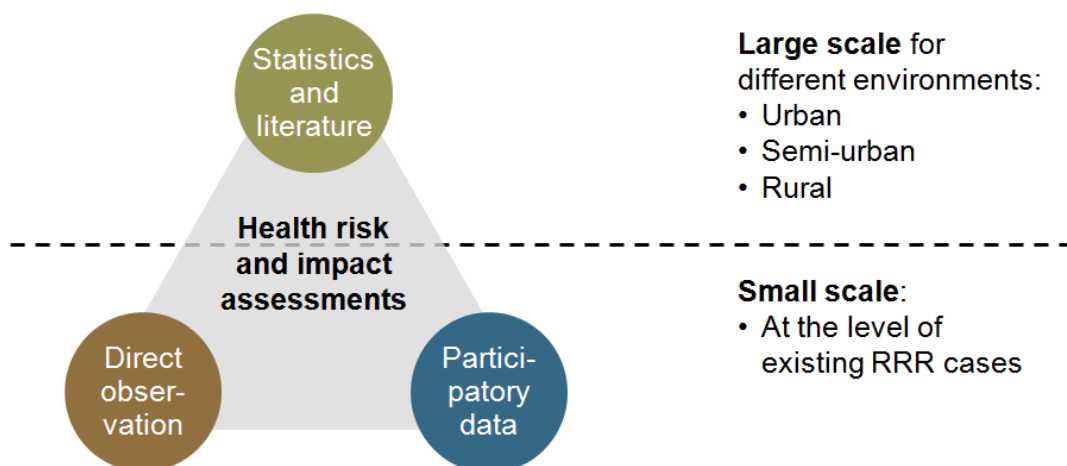 Statistics
and
literature
Health risk
and impact
assessments
Direct
obser-
vation
Partici-
patory
data
Large scale for
different environments:
• Urban
• Semi-urban
• Rural
Small scale:
• At the level of
existing RRR cases